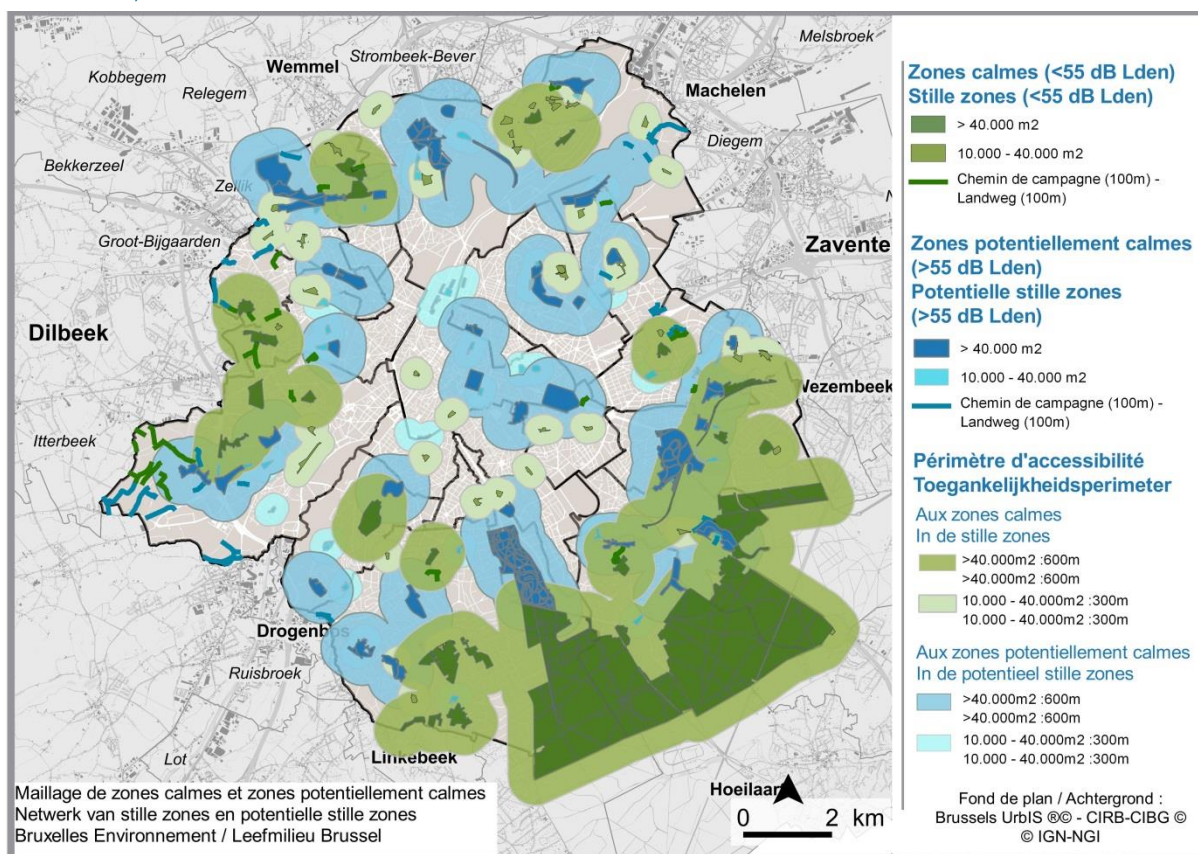 Melsbroek
Strombeek-Bever
Wemmel
Kobbegem
Relegem
Machelen
Diegem
Bekkerzeel
Zellik
Groot-Bijgaarden
Zavente
Dilbeek
Wezembeek
Itterbeek
Drogenbos
Ruisbroek
Linkebeek
Lot
Hoeilaar
Maillage de zones calmes et zones potentiellement calmes
Netwerk van stille zones en potentielle stille zones
Bruxelles Environnement / Leefmilieu Brussel
0 2 km
Zones calmes (<55 dB Lden)
Stille zones (<55 dB Lden)
> 40.000 m2
10.000 - 40.000 m2
Chemin de campagne (100m) -
Landweg (100m)
Zones potentiellement calmes
(>55 dB Lden)
Potentielle stille zones
(>55 dB Lden)
> 40.000 m2
10.000 - 40.000 m2
Chemin de campagne (100m) -
Landweg (100m)
Périmètre d'accessibilité
Toegankelijkheidsperimeter
Aux zones calmes
In de stille zones
>40.000m2 :600m
>40.000m2 :600m
10.000 - 40.000m2 :300m
10.000 - 40.000m2 :300m
Aux zones potentiellement calmes
In de potentieel stille zones
>40.000m2 :600m
>40.000m2 :600m
10.000 - 40.000m2 :300m
10.000 - 40.000m2 :300m
Fond de plan / Achtergrond :
Brussels UrbIS ®© - CIRB-CIBG ©
© IGN-NGI